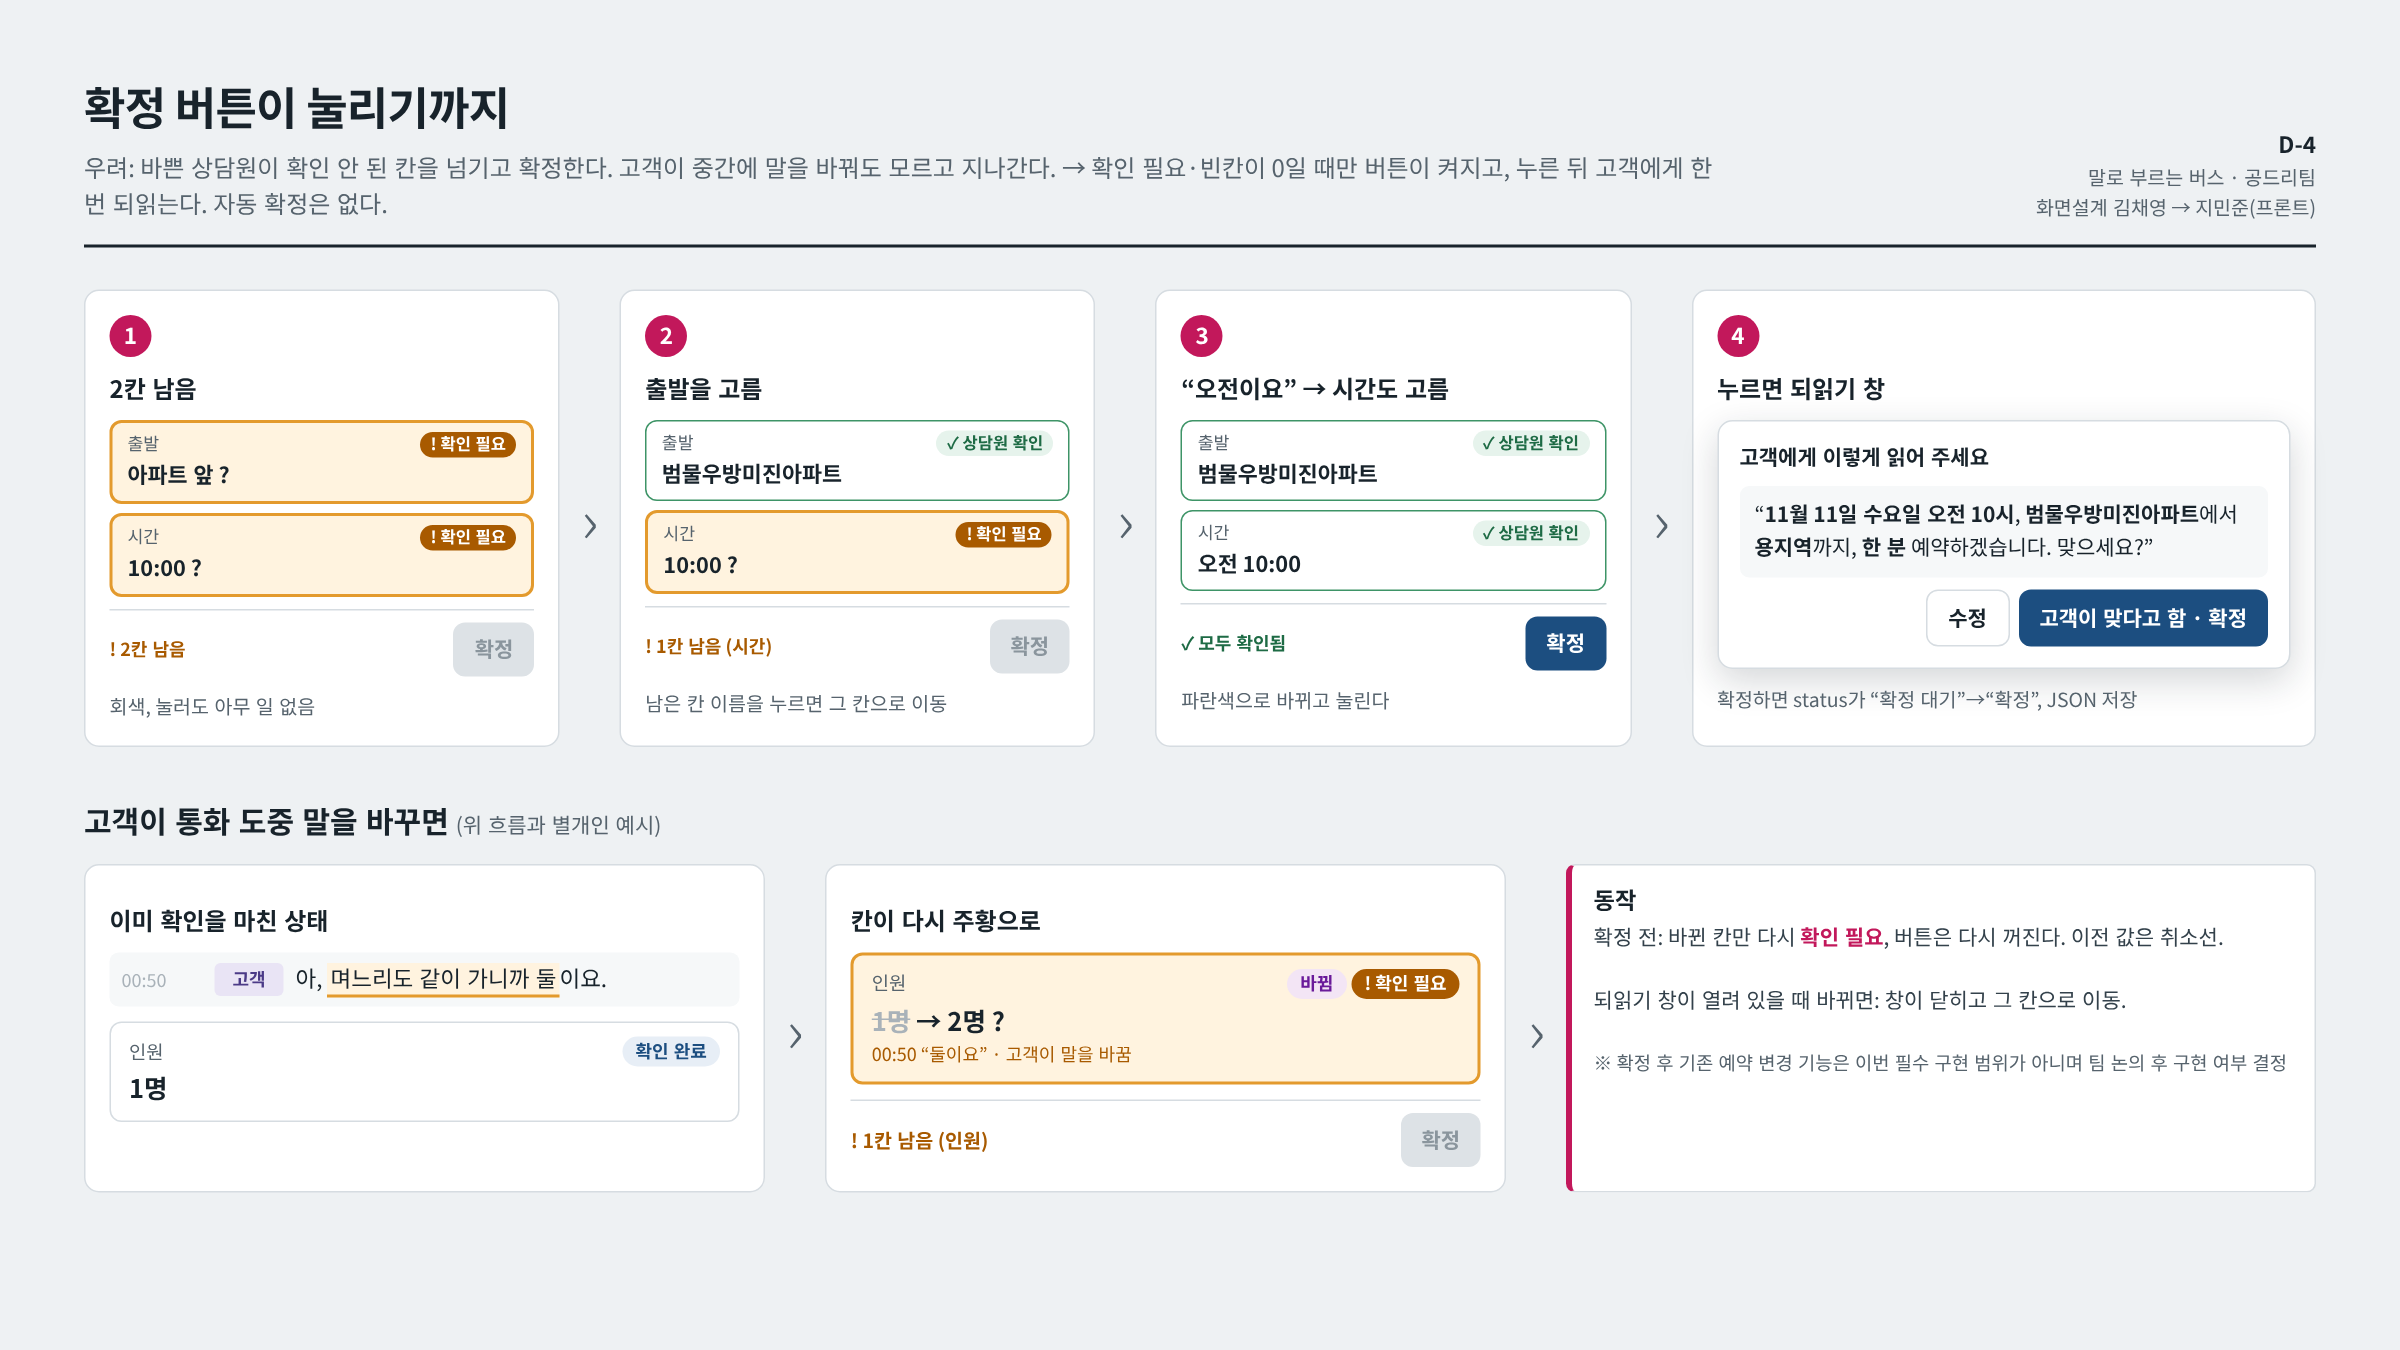 확정 버튼이 눌리기까지
우려: 바쁜 상담원이 확인 안 된 칸을 넘기고 확정한다. 고객이 중간에 말을 바꿔도 모르고 지나간다. → 확인 필요·빈칸이 0일 때만 버튼이 켜지고, 누른 뒤 고객에게 한
번 되읽는다. 자동 확정은 없다.
D-4
말로 부르는 버스 · 공드리팀
화면설계 김채영 → 지민준(프론트)
1
2칸 남음
출발
! 확인 필요
아파트 앞 ?
시간
! 확인 필요
10:00 ?
! 2칸 남음
확정
회색, 눌러도 아무 일 없음
2
출발을 고름
출발
✓ 상담원 확인
범물우방미진아파트
시간
! 확인 필요
10:00 ?
! 1칸 남음 (시간)
확정
남은 칸 이름을 누르면 그 칸으로 이동
3
“오전이요” → 시간도 고름
출발
✓ 상담원 확인
범물우방미진아파트
시간
✓ 상담원 확인
오전 10:00
✓ 모두 확인됨
확정
파란색으로 바뀌고 눌린다
4
누르면 되읽기 창
고객에게 이렇게 읽어 주세요
“11월 11일 수요일 오전 10시, 범물우방미진아파트에서
용지역까지, 한 분 예약하겠습니다. 맞으세요?”
수정
고객이 맞다고 함 · 확정
확정하면 status가 “확정 대기”→“확정”, JSON 저장
고객이 통화 도중 말을 바꾸면 (위 흐름과 별개인 예시)
이미 확인을 마친 상태
00:50 고객 아, 며느리도 같이 가니까 둘이요.
인원
확인 완료
1명
칸이 다시 주황으로
인원
바뀜 ! 확인 필요
1명 → 2명 ?
00:50 “둘이요” · 고객이 말을 바꿈
! 1칸 남음 (인원)
확정
동작
확정 전: 바뀐 칸만 다시 확인 필요, 버튼은 다시 꺼진다. 이전 값은 취소선.
되읽기 창이 열려 있을 때 바뀌면: 창이 닫히고 그 칸으로 이동.
※ 확정 후 기존 예약 변경 기능은 이번 필수 구현 범위가 아니며 팀 논의 후 구현 여부 결정